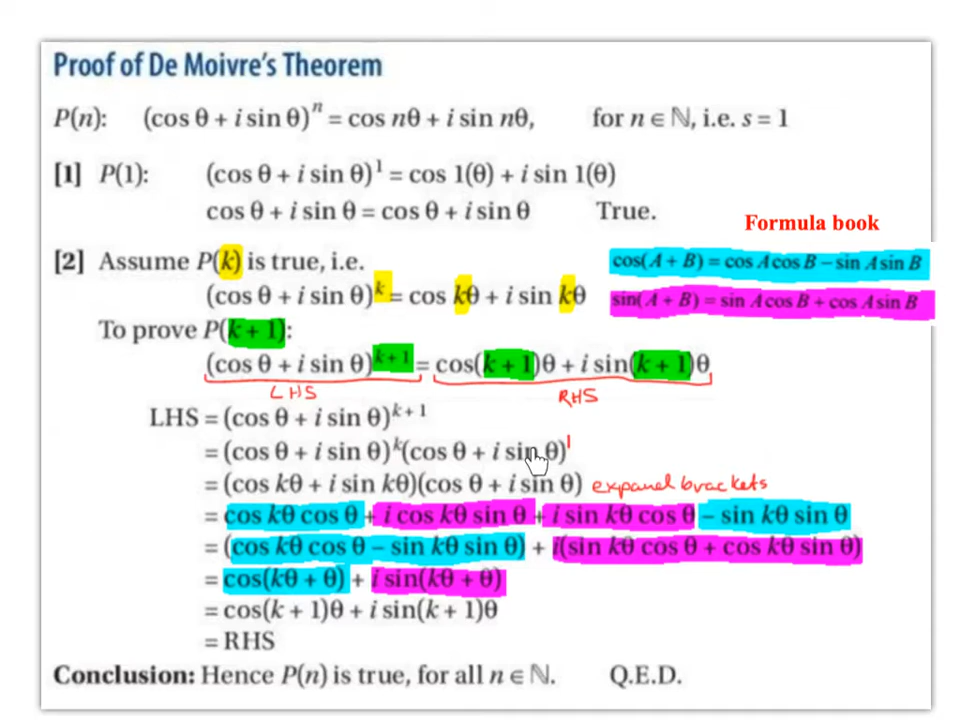 Proof of De Moivre's Theorem
P(n): (cos θ + i sin θ)ⁿ = cos nθ + i sin nθ, for n ∈ ℕ, i.e. s = 1
[1] P(1): (cos θ + i sin θ)¹ = cos 1(θ) + i sin 1(θ)
cos θ + i sin θ = cos θ + i sin θ True.
Formula book
[2] Assume P(k) is true, i.e.
cos(A + B) = cos A cos B − sin A sin B
(cos θ + i sin θ)ᵏ = cos kθ + i sin kθ
sin(A + B) = sin A cos B + cos A sin B
To prove P(k + 1):
(cos θ + i sin θ)ᵏ⁺¹ = cos(k + 1)θ + i sin(k + 1)θ
LHS RHS
LHS = (cos θ + i sin θ)ᵏ⁺¹
= (cos θ + i sin θ)ᵏ(cos θ + i sin θ)¹
= (cos kθ + i sin kθ)(cos θ + i sin θ) expand brackets
= cos kθ cos θ + i cos kθ sin θ + i sin kθ cos θ − sin kθ sin θ
= (cos kθ cos θ − sin kθ sin θ) + i(sin kθ cos θ + cos kθ sin θ)
= cos(kθ + θ) + i sin(kθ + θ)
= cos(k + 1)θ + i sin(k + 1)θ
= RHS
Conclusion: Hence P(n) is true, for all n ∈ ℕ. Q.E.D.